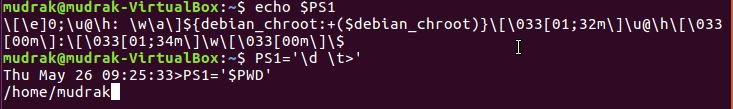 mudrak@mudrak-VirtualBox:~$ echo $PS1
\[\e]0;\u@\h: \w\a\]${debian_chroot:+($debian_chroot)}\[\033[01;32m\]\u@\h\[\033
[00m\]:\[\033[01;34m\]\w\[\033[00m\]\$
mudrak@mudrak-VirtualBox:~$ PS1='\d \t>'
Thu May 26 09:25:33>PS1='$PWD'
/home/mudrak